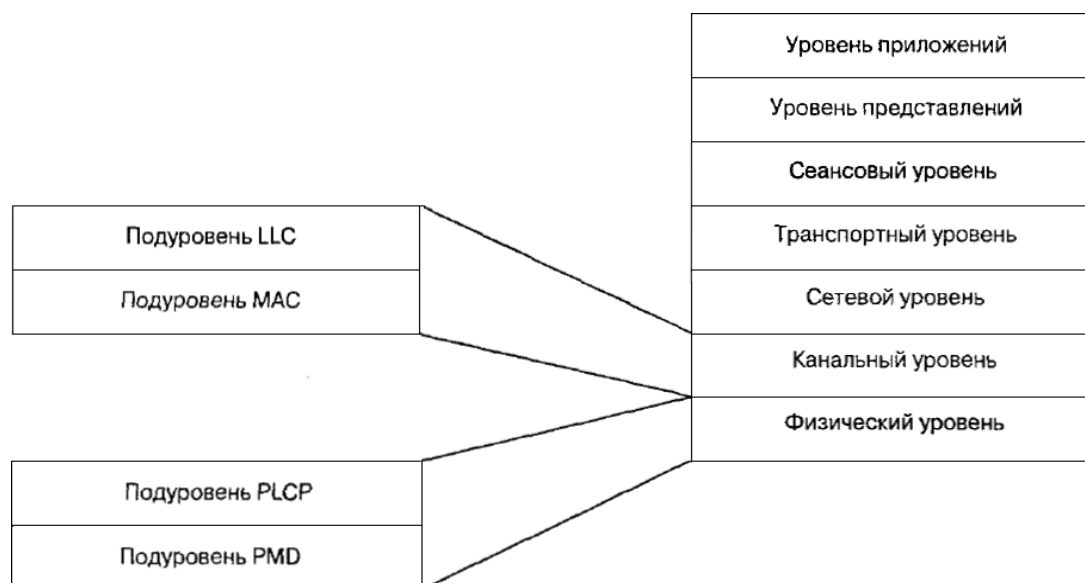 Уровень приложений
Уровень представлений
Сеансовый уровень
Подуровень LLC
Транспортный уровень
Подуровень MAC
Сетевой уровень
Канальный уровень
Физический уровень
Подуровень PLCP
Подуровень PMD